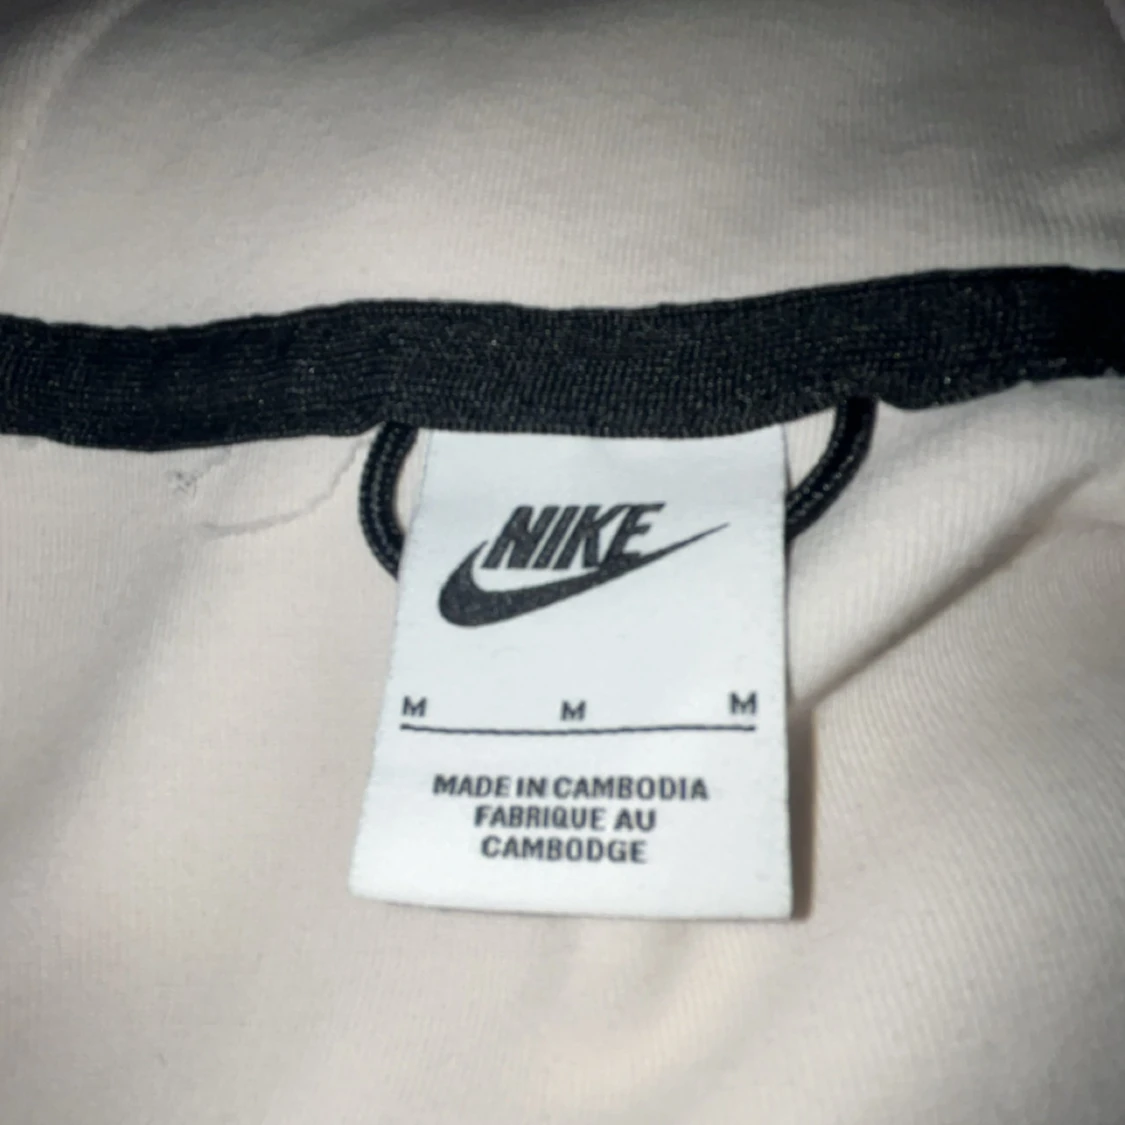 NIKE
M M M
MADE IN CAMBODIA
FABRIQUE AU
CAMBODGE